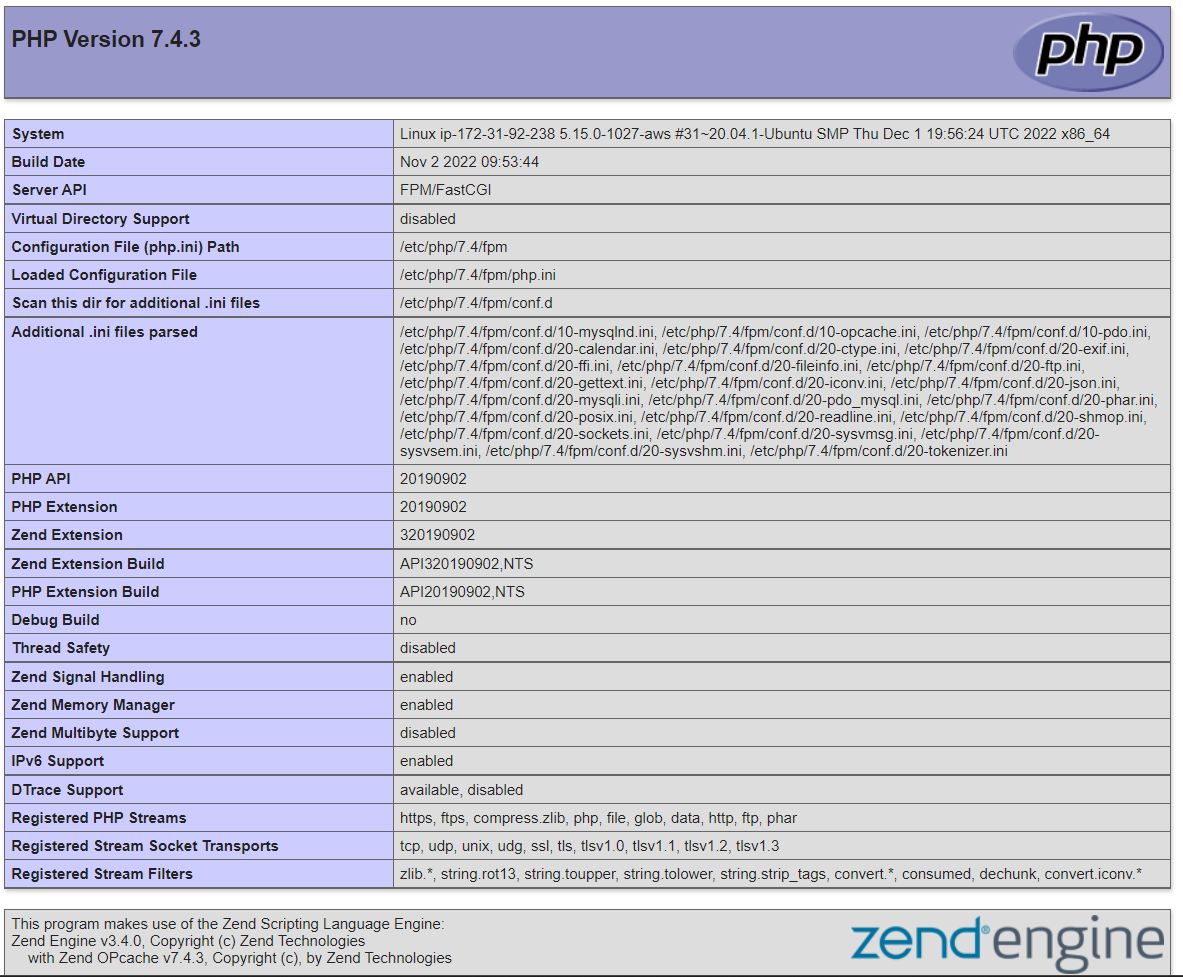 PHP Version 7.4.3
php
System Linux ip-172-31-92-238 5.15.0-1027-aws #31~20.04.1-Ubuntu SMP Thu Dec 1 19:56:24 UTC 2022 x86_64
Build Date Nov 2 2022 09:53:44
Server API FPM/FastCGI
Virtual Directory Support disabled
Configuration File (php.ini) Path /etc/php/7.4/fpm
Loaded Configuration File /etc/php/7.4/fpm/php.ini
Scan this dir for additional .ini files /etc/php/7.4/fpm/conf.d
Additional .ini files parsed /etc/php/7.4/fpm/conf.d/10-mysqlnd.ini, /etc/php/7.4/fpm/conf.d/10-opcache.ini, /etc/php/7.4/fpm/conf.d/10-pdo.ini,
/etc/php/7.4/fpm/conf.d/20-calendar.ini, /etc/php/7.4/fpm/conf.d/20-ctype.ini, /etc/php/7.4/fpm/conf.d/20-exif.ini,
/etc/php/7.4/fpm/conf.d/20-ffi.ini, /etc/php/7.4/fpm/conf.d/20-fileinfo.ini, /etc/php/7.4/fpm/conf.d/20-ftp.ini,
/etc/php/7.4/fpm/conf.d/20-gettext.ini, /etc/php/7.4/fpm/conf.d/20-iconv.ini, /etc/php/7.4/fpm/conf.d/20-json.ini,
/etc/php/7.4/fpm/conf.d/20-mysqli.ini, /etc/php/7.4/fpm/conf.d/20-pdo_mysql.ini, /etc/php/7.4/fpm/conf.d/20-phar.ini,
/etc/php/7.4/fpm/conf.d/20-posix.ini, /etc/php/7.4/fpm/conf.d/20-readline.ini, /etc/php/7.4/fpm/conf.d/20-shmop.ini,
/etc/php/7.4/fpm/conf.d/20-sockets.ini, /etc/php/7.4/fpm/conf.d/20-sysvmsg.ini, /etc/php/7.4/fpm/conf.d/20-
sysvsem.ini, /etc/php/7.4/fpm/conf.d/20-sysvshm.ini, /etc/php/7.4/fpm/conf.d/20-tokenizer.ini
PHP API 20190902
PHP Extension 20190902
Zend Extension 320190902
Zend Extension Build API320190902,NTS
PHP Extension Build API20190902,NTS
Debug Build no
Thread Safety disabled
Zend Signal Handling enabled
Zend Memory Manager enabled
Zend Multibyte Support disabled
IPv6 Support enabled
DTrace Support available, disabled
Registered PHP Streams https, ftps, compress.zlib, php, file, glob, data, http, ftp, phar
Registered Stream Socket Transports tcp, udp, unix, udg, ssl, tls, tlsv1.0, tlsv1.1, tlsv1.2, tlsv1.3
Registered Stream Filters zlib.*, string.rot13, string.toupper, string.tolower, string.strip_tags, convert.*, consumed, dechunk, convert.iconv.*
This program makes use of the Zend Scripting Language Engine:
Zend Engine v3.4.0, Copyright (c) Zend Technologies
with Zend OPcache v7.4.3, Copyright (c), by Zend Technologies
zend® engine